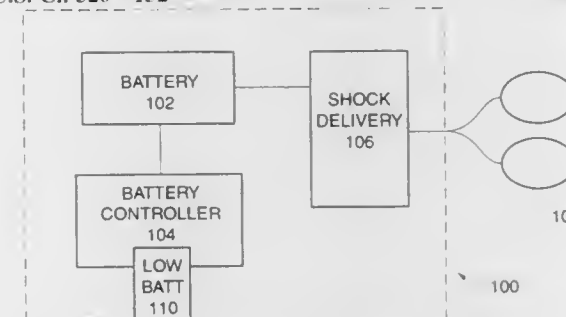 BATTERY
102
SHOCK
DELIVERY
106
BATTERY
CONTROLLER
104
LOW
BATT
110
100